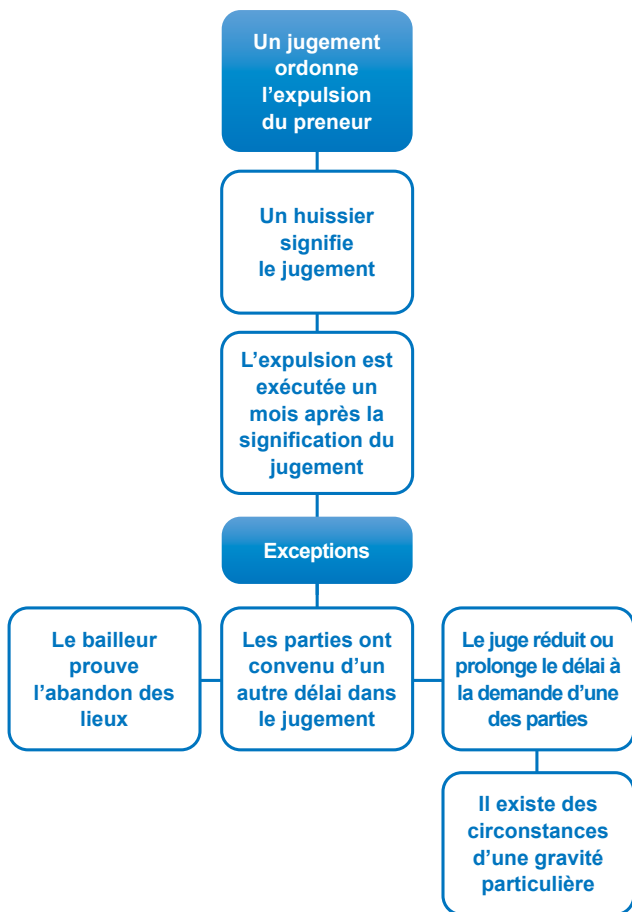 Un jugement
ordonne
l’expulsion
du preneur
Un huissier
signifie
le jugement
L’expulsion est
exécutée un
mois après la
signification du
jugement
Exceptions
Le bailleur
prouve
l’abandon des
lieux
Les parties ont
convenu d’un
autre délai dans
le jugement
Le juge réduit ou
prolonge le délai à
la demande d’une
des parties
Il existe des
circonstances
d’une gravité
particulière